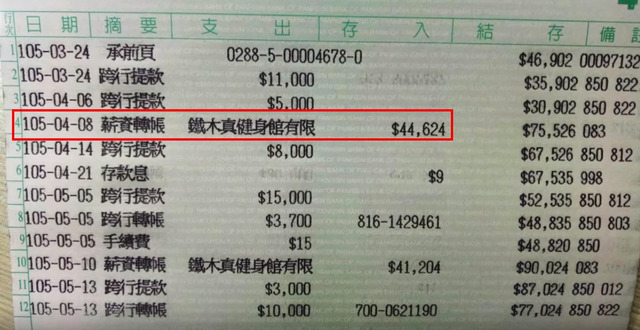 行次 日期 摘要 支出 存入 結存 備註
1 105-03-24 承前頁 0288-5-00004678-0 $46,902 00097132
2 105-03-24 跨行提款 $11,000 $35,902 850 822
3 105-04-06 跨行提款 $5,000 $30,902 850 822
4 105-04-08 薪資轉帳 鐵木真健身館有限 $44,624 $75,526 083
5 105-04-14 跨行提款 $8,000 $67,526 850 812
6 105-04-21 存款息 $9 $67,535 998
7 105-05-05 跨行提款 $15,000 $52,535 850 812
8 105-05-05 跨行轉帳 $3,700 816-1429461 $48,835 850 803
9 105-05-05 手續費 $15 $48,820 850
10 105-05-10 薪資轉帳 鐵木真健身館有限 $41,204 $90,024 083
11 105-05-13 跨行提款 $3,000 $87,024 850 012
12 105-05-13 跨行轉帳 $10,000 700-0621190 $77,024 850 822